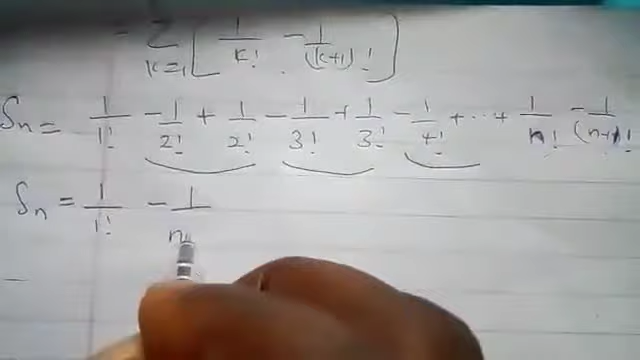 = Σ K=1 [ 1/K! - 1/(K+1)! ]
Sn = 1/1! - 1/2! + 1/2! - 1/3! + 1/3! - 1/4! + ... + 1/n! - 1/(n+1)!
Sn = 1/1! - 1/n